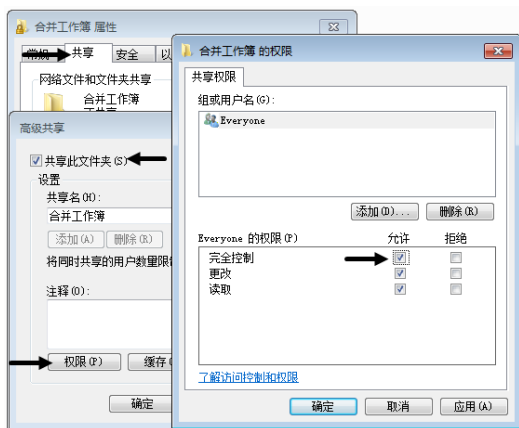 合并工作簿 属性
常规 共享 安全 以
网络文件和文件夹共享
合并工作簿
高级共享
共享此文件夹(S)
设置
共享名(H):
合并工作簿
添加(A) 删除(R)
将同时共享的用户数量限
注释(O):
权限(P) 缓存
确定
合并工作簿 的权限
共享权限
组或用户名(G):
Everyone
添加(D)... 删除(R)
Everyone 的权限(P) 允许 拒绝
完全控制
更改
读取
了解访问控制和权限
确定 取消 应用(A)